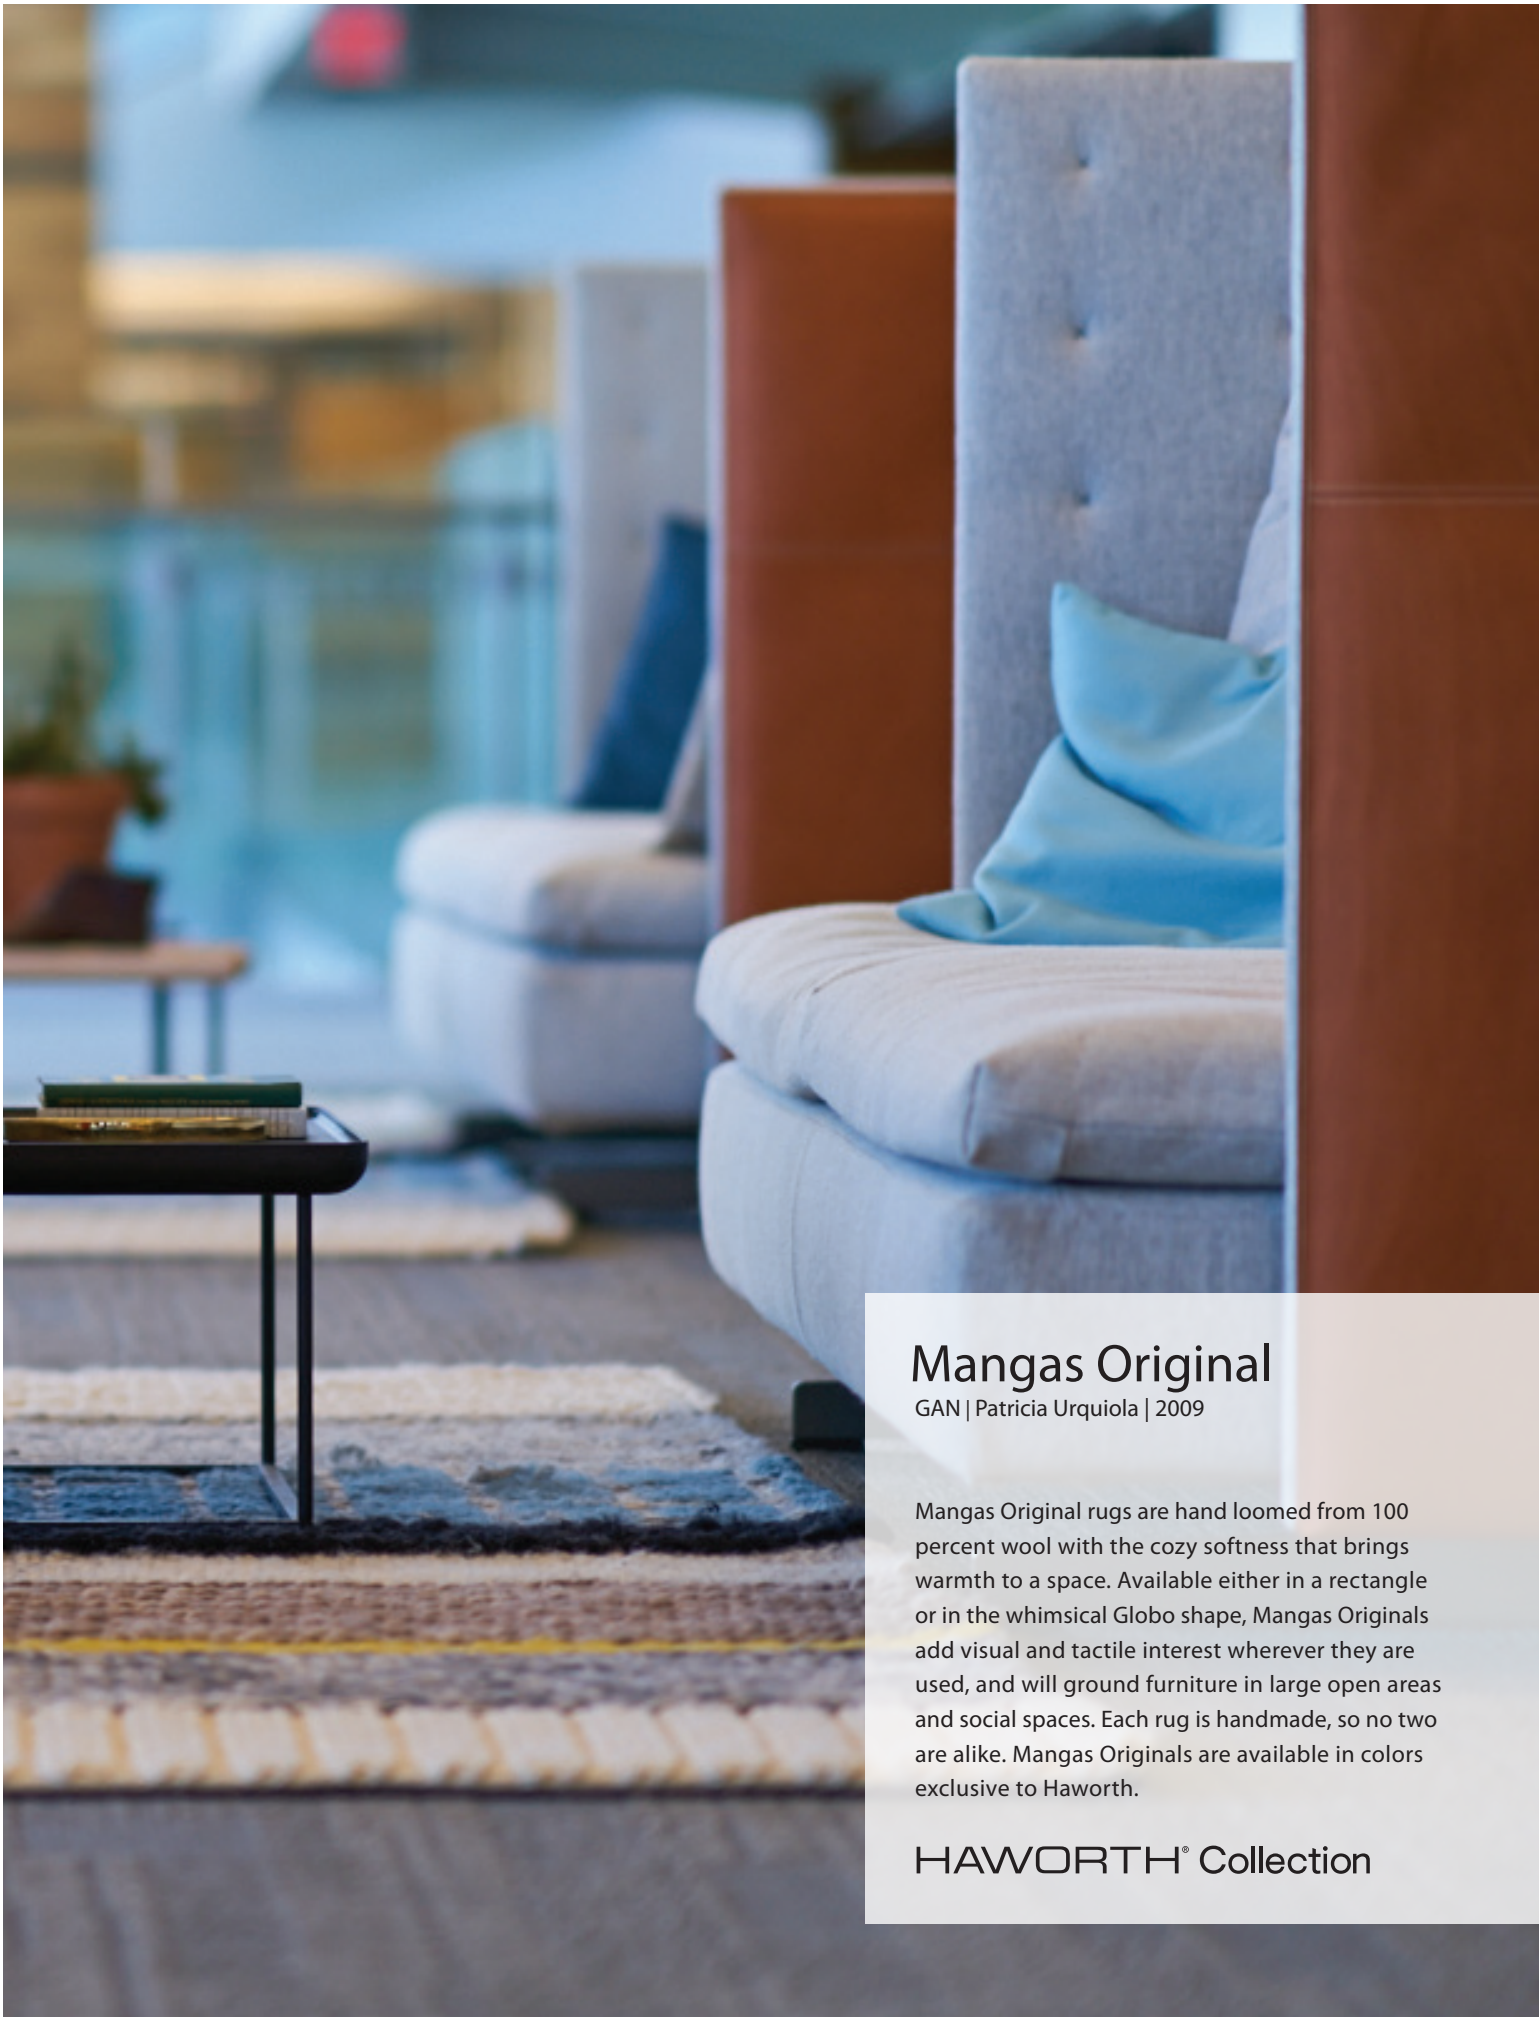 Mangas Original
GAN | Patricia Urquiola | 2009
Mangas Original rugs are hand loomed from 100
percent wool with the cozy softness that brings
warmth to a space. Available either in a rectangle
or in the whimsical Globo shape, Mangas Originals
add visual and tactile interest wherever they are
used, and will ground furniture in large open areas
and social spaces. Each rug is handmade, so no two
are alike. Mangas Originals are available in colors
exclusive to Haworth.
HAWORTH® Collection